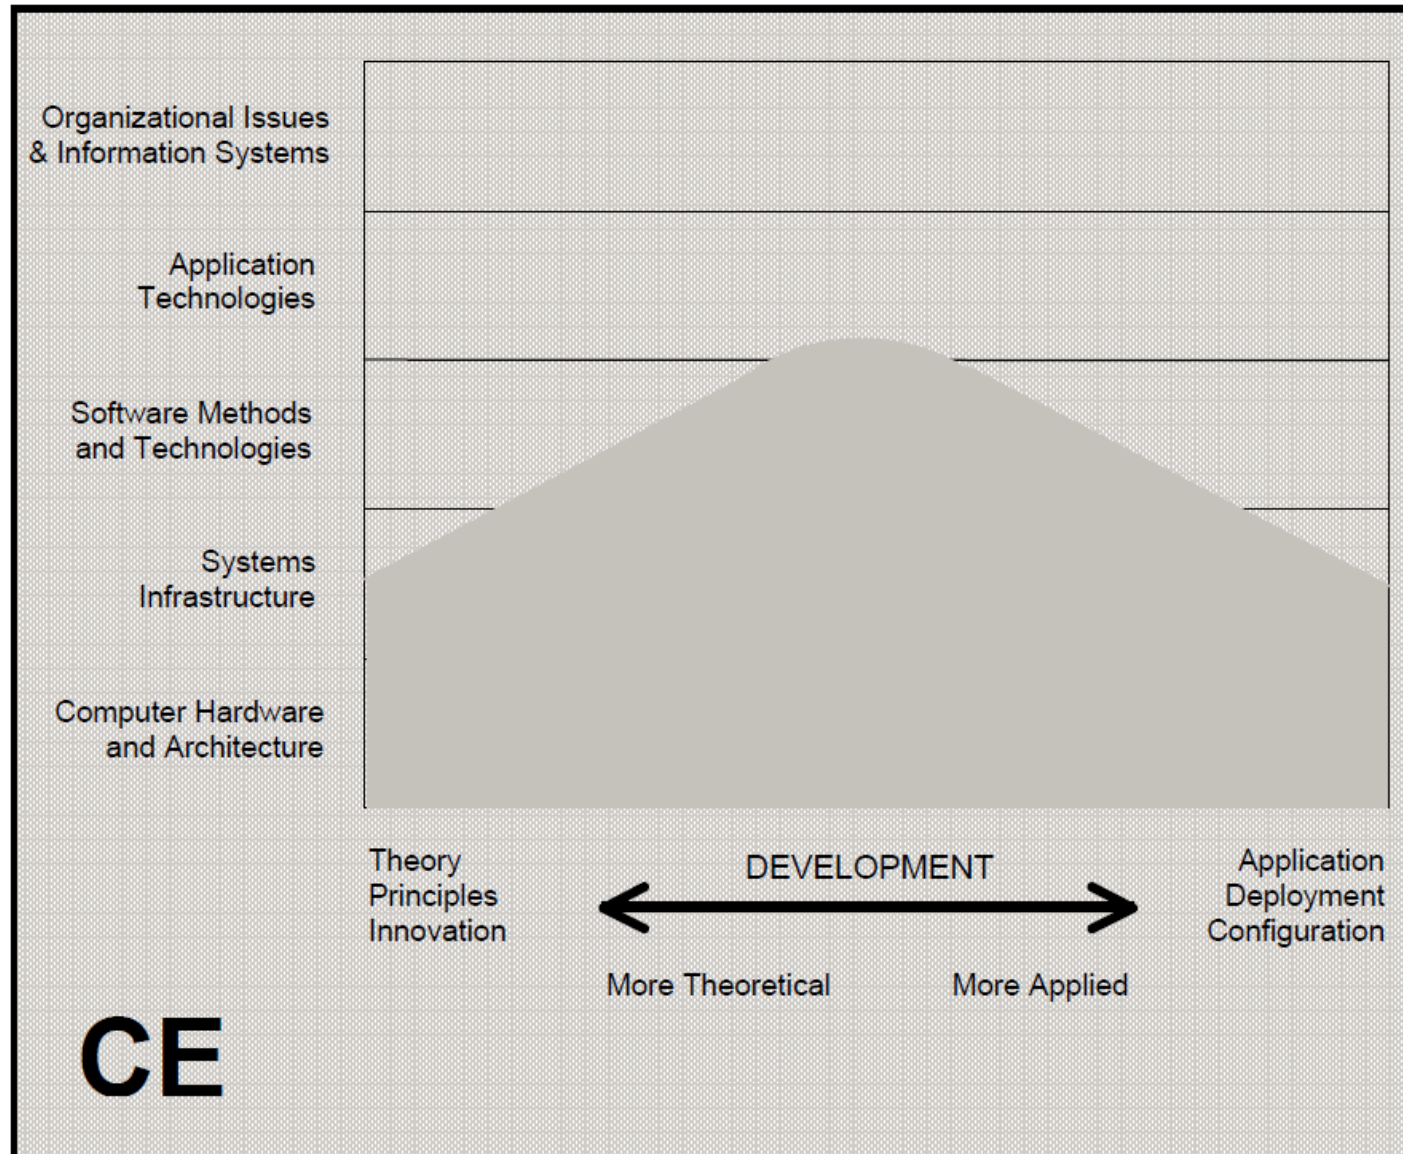 Organizational Issues
& Information Systems
Application
Technologies
Software Methods
and Technologies
Systems
Infrastructure
Computer Hardware
and Architecture
Theory
Principles
Innovation
DEVELOPMENT
Application
Deployment
Configuration
More Theoretical
More Applied
CE